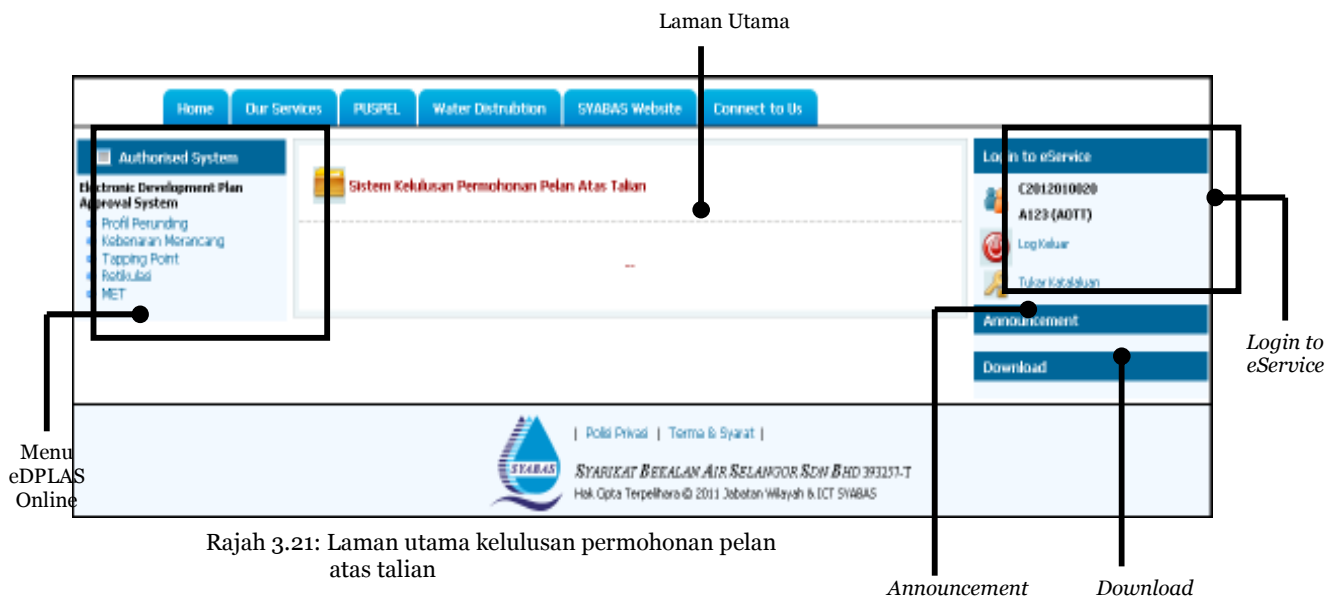 Laman Utama
Home Our Services PUSPEL Water Distrubtion SYABAS Website Connect to Us
Authorised System
Electronic Development Plan
Approval System
Profil Perunding
Kebenaran Merancang
Tapping Point
Retikulasi
MET
Sistem Kelulusan Permohonan Pelan Atas Talian
--
Login to eService
C2012010020
A123 (AOTT)
Log Keluar
Tukar Katalaluan
Announcement
Download
Login to
eService
Menu
eDPLAS
Online
SYABAS
| Polisi Privasi | Terma & Syarat |
SYARIKAT BEKALAN AIR SELANGOR SDN BHD 393257-T
Hak Cipta Terpelihara © 2011 Jabatan Wilayah & ICT SYABAS
Rajah 3.21: Laman utama kelulusan permohonan pelan
atas talian
Announcement Download